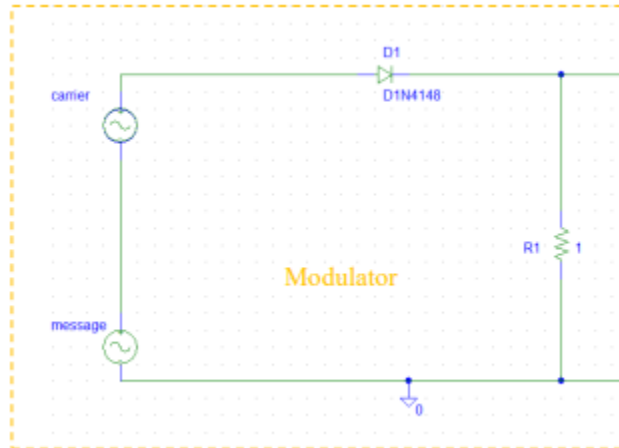 D1
carrier
D1N4148
R1 1
Modulator
message
0